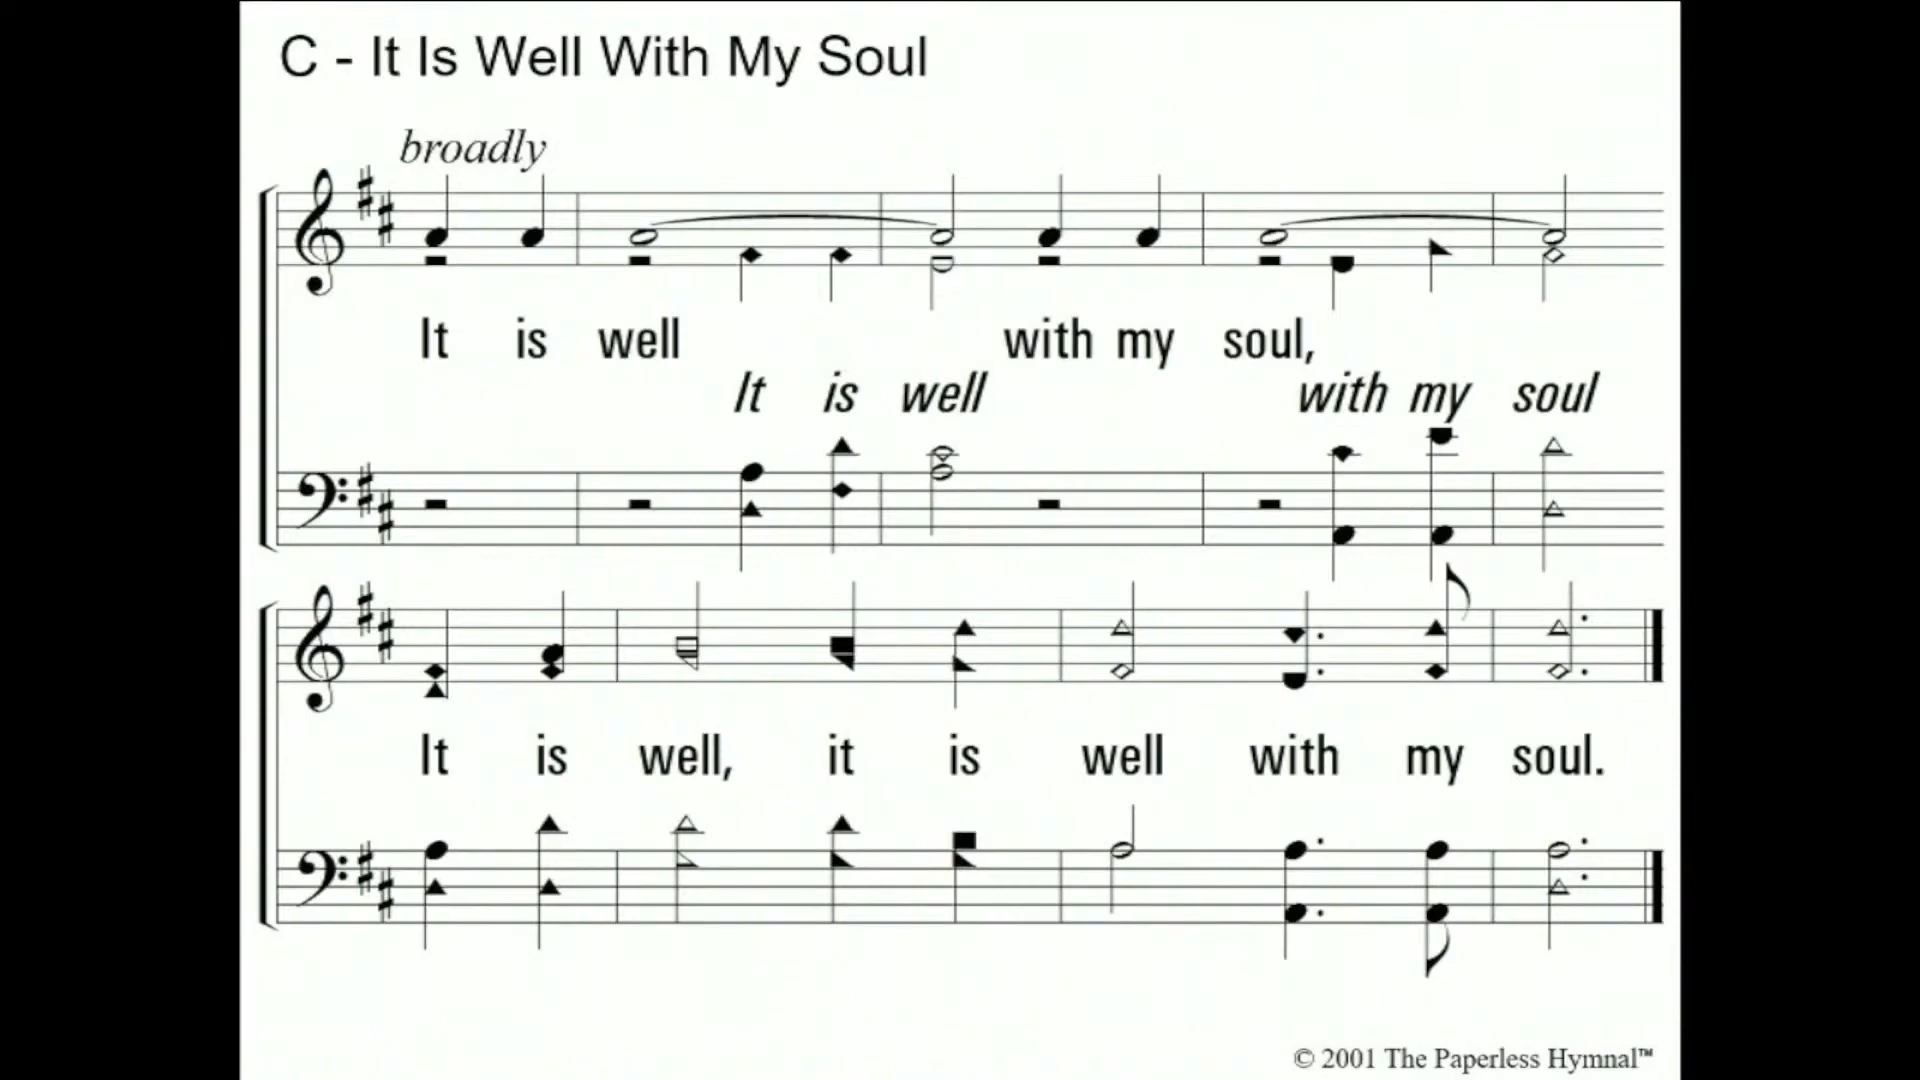 C - It Is Well With My Soul
broadly
It is well with my soul,
It is well with my soul
It is well, it is well with my soul.
© 2001 The Paperless Hymnal™